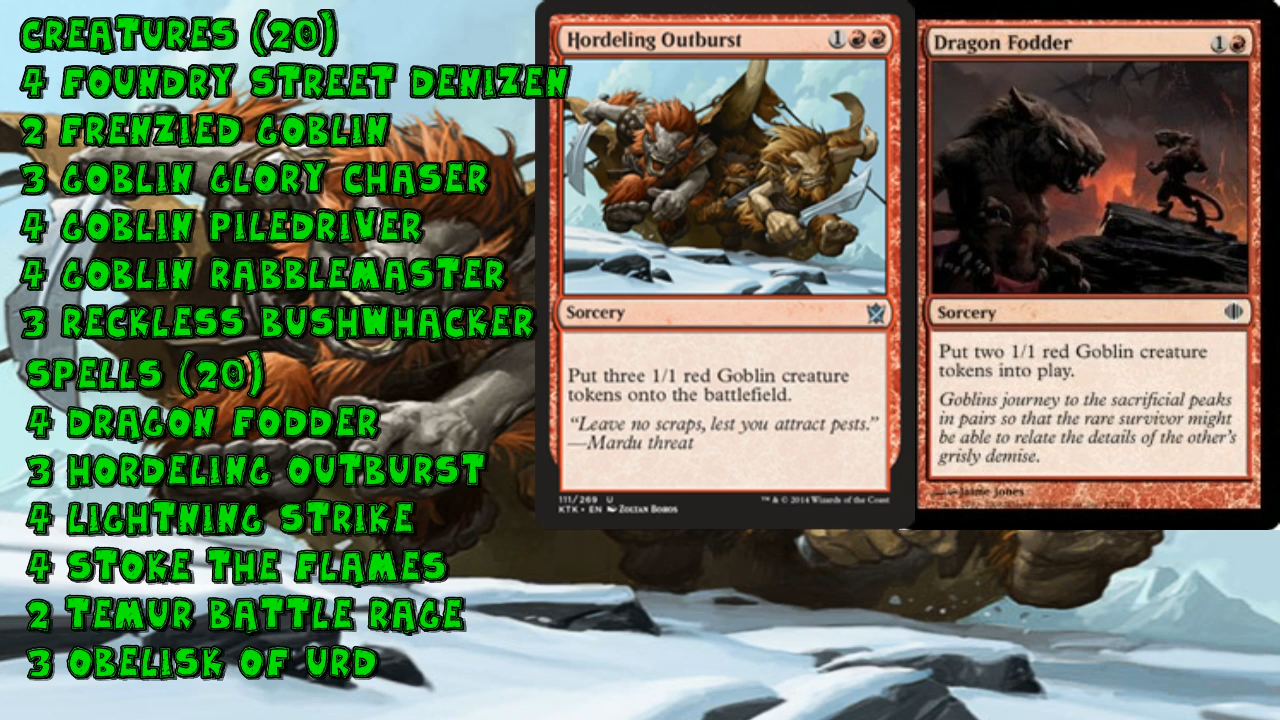 CREATURES (20)
4 FOUNDRY STREET DENIZEN
2 FRENZIED GOBLIN
3 GOBLIN GLORY CHASER
4 GOBLIN PILEDRIVER
4 GOBLIN RABBLEMASTER
3 RECKLESS BUSHWHACKER
SPELLS (20)
4 DRAGON FODDER
3 HORDELING OUTBURST
4 LIGHTNING STRIKE
4 STOKE THE FLAMES
2 TEMUR BATTLE RAGE
3 OBELISK OF URD
Hordeling Outburst 1
Sorcery
Put three 1/1 red Goblin creature
tokens onto the battlefield.
“Leave no scraps, lest you attract pests.”
—Mardu threat
111/269 U
KTK • EN Zoltan Boros
™ & © 2014 Wizards of the Coast
Dragon Fodder 1
Sorcery
Put two 1/1 red Goblin creature
tokens into play.
Goblins journey to the sacrificial peaks
in pairs so that the rare survivor might
be able to relate the details of the other's
grisly demise.
Jaime Jones